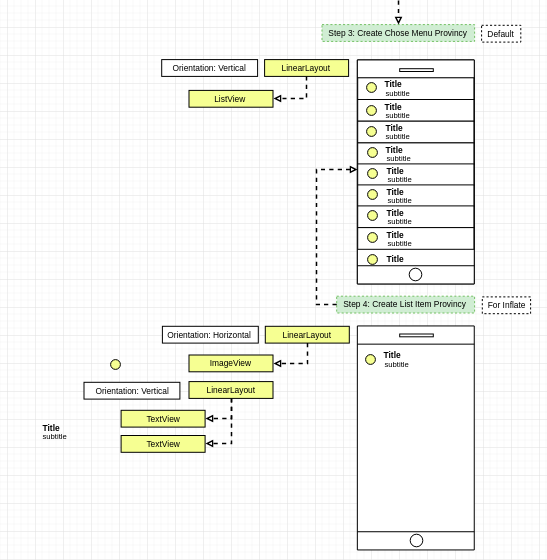 Step 3: Create Chose Menu Provincy
Default
Orientation: Vertical
LinearLayout
ListView
Title
subtitle
Title
subtitle
Title
subtitle
Title
subtitle
Title
subtitle
Title
subtitle
Title
subtitle
Title
subtitle
Title
Step 4: Create List Item Provincy
For Inflate
Orientation: Horizontal
LinearLayout
ImageView
Orientation: Vertical
LinearLayout
TextView
TextView
Title
subtitle
Title
subtitle